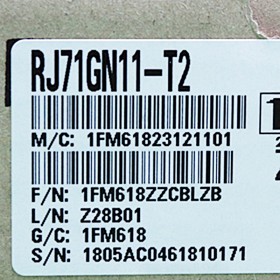 RJ71GN11-T2
M/C: 1FM61823121101
F/N: 1FM618ZZCBLZB
L/N: Z28B01
G/C: 1FM618
S/N: 1805AC0461810171